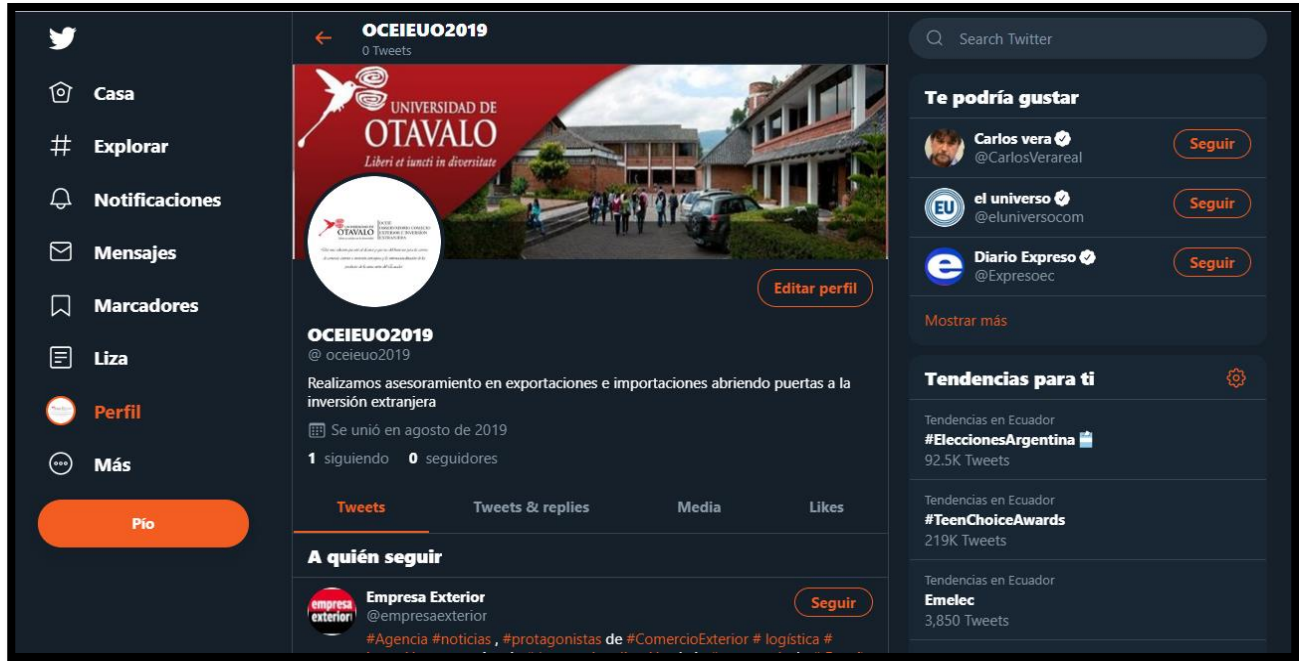 Casa
Explorar
Notificaciones
Mensajes
Marcadores
Liza
Perfil
Más
Pío
OCEIEUO2019
0 Tweets
UNIVERSIDAD DE
OTAVALO
Liberi et iuncti in diversitate
OTAVALO
Editar perfil
OCEIEUO2019
@ oceieuo2019
Realizamos asesoramiento en exportaciones e importaciones abriendo puertas a la
inversión extranjera
Se unió en agosto de 2019
1 siguiendo 0 seguidores
Tweets Tweets & replies Media Likes
A quién seguir
empresa
exterior
Empresa Exterior
@empresaexterior
Seguir
#Agencia #noticias , #protagonistas de #ComercioExterior # logística #
Search Twitter
Te podría gustar
Carlos vera
@CarlosVerareal
Seguir
EU
el universo
@eluniversocom
Seguir
e
Diario Expreso
@Expresoec
Seguir
Mostrar más
Tendencias para ti
Tendencias en Ecuador
#EleccionesArgentina
92.5K Tweets
Tendencias en Ecuador
#TeenChoiceAwards
219K Tweets
Tendencias en Ecuador
Emelec
3,850 Tweets